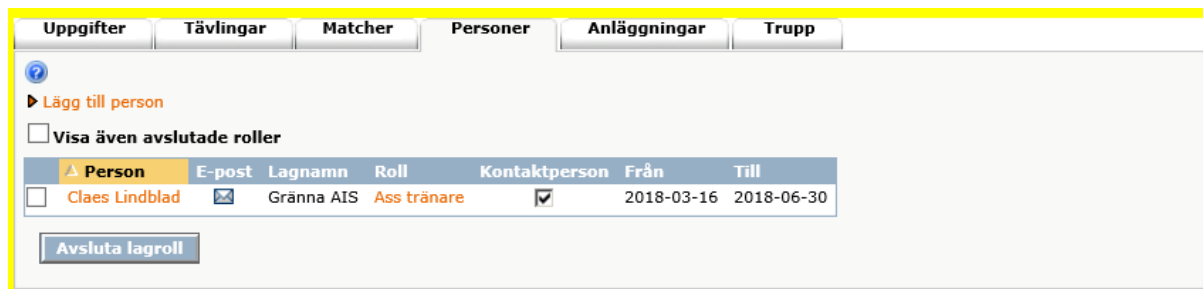 Uppgifter Tävlingar Matcher Personer Anläggningar Trupp
Lägg till person
Visa även avslutade roller
Person E-post Lagnamn Roll Kontaktperson Från Till
Claes Lindblad Gränna AIS Ass tränare 2018-03-16 2018-06-30
Avsluta lagroll